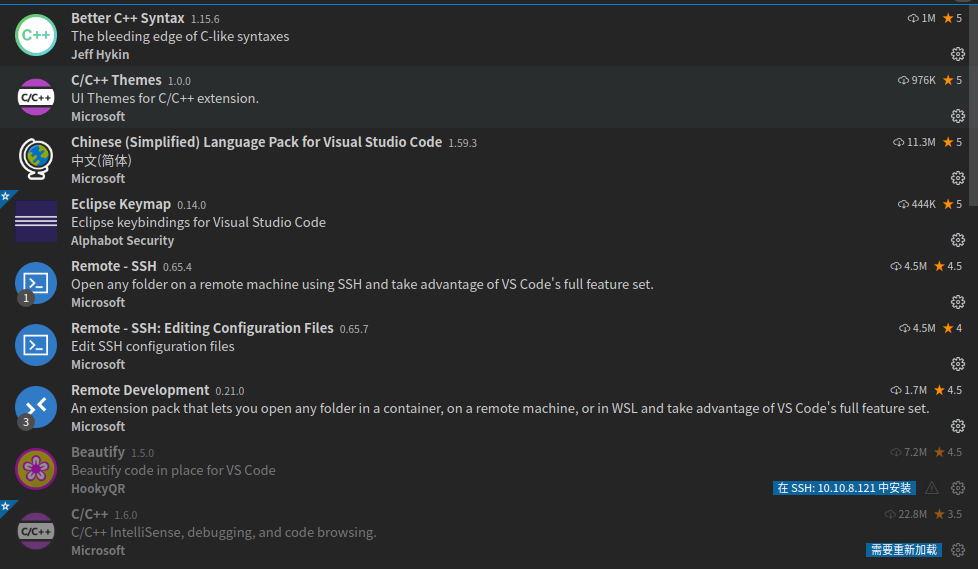 Better C++ Syntax 1.15.6 1M ★ 5
C++ The bleeding edge of C-like syntaxes
Jeff Hykin
C/C++ Themes 1.0.0 976K ★ 5
C/C++ UI Themes for C/C++ extension.
Microsoft
Chinese (Simplified) Language Pack for Visual Studio Code 1.59.3 11.3M ★ 5
中文(简体)
Microsoft
Eclipse Keymap 0.14.0 444K ★ 5
Eclipse keybindings for Visual Studio Code
Alphabot Security
Remote - SSH 0.65.4 4.5M ★ 4.5
Open any folder on a remote machine using SSH and take advantage of VS Code's full feature set.
1 Microsoft
Remote - SSH: Editing Configuration Files 0.65.7 4.5M ★ 4
Edit SSH configuration files
Microsoft
Remote Development 0.21.0 1.7M ★ 4.5
An extension pack that lets you open any folder in a container, on a remote machine, or in WSL and take advantage of VS Code's full feature set.
3 Microsoft
Beautify 1.5.0 7.2M ★ 4.5
Beautify code in place for VS Code
HookyQR 在 SSH: 10.10.8.121 中安装
C/C++ 1.6.0 22.8M ★ 3.5
C/C++ C/C++ IntelliSense, debugging, and code browsing.
Microsoft 需要重新加载